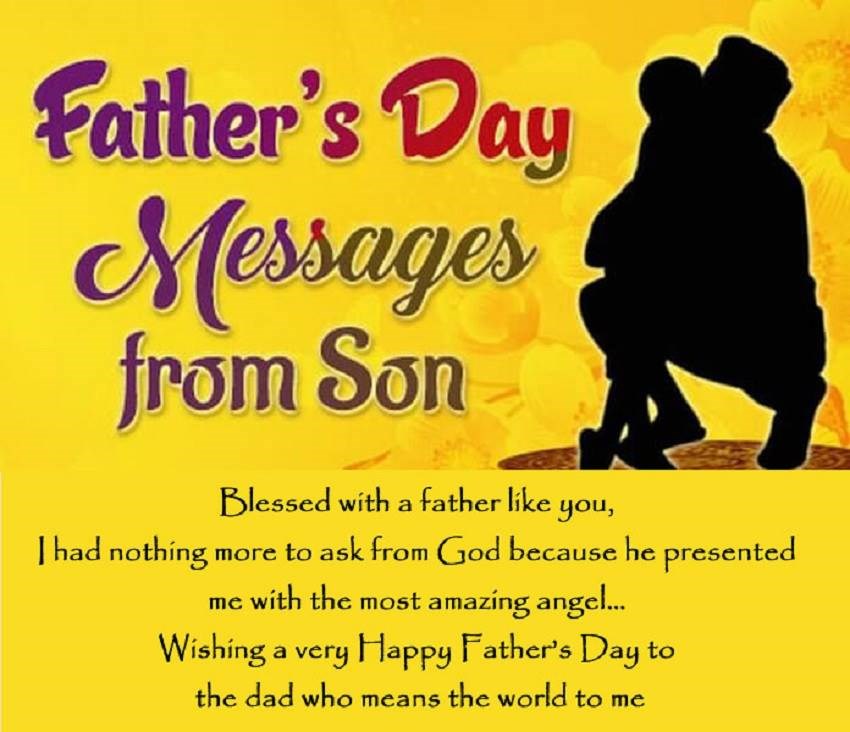 Father's Day
Messages
from Son
Blessed with a father like you,
I had nothing more to ask from God because he presented
me with the most amazing angel...
Wishing a very Happy Father's Day to
the dad who means the world to me